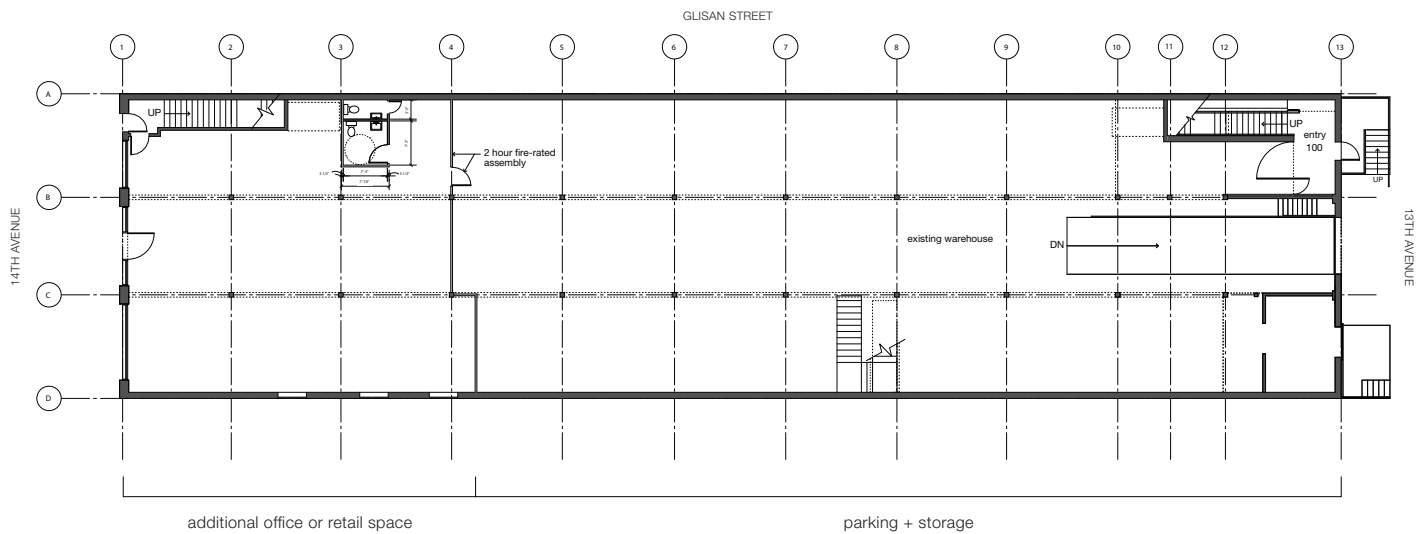 GLISAN STREET
1 2 3 4 5 6 7 8 9 10 11 12 13
A
UP
UP
entry
100
2 hour fire-rated
assembly
UP
B
14TH AVENUE
existing warehouse
DN
13TH AVENUE
C
D
additional office or retail space
parking + storage